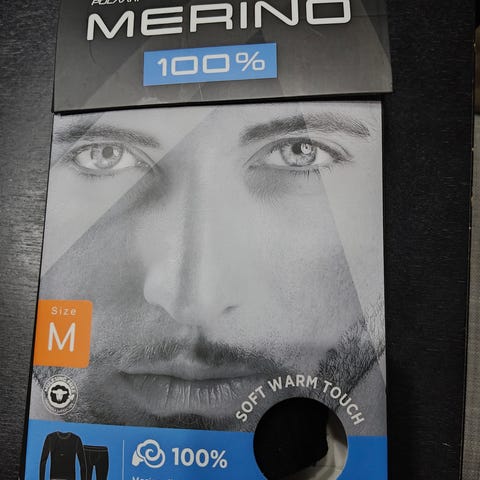 MERINO
100%
Size
M
SOFT WARM TOUCH
100%